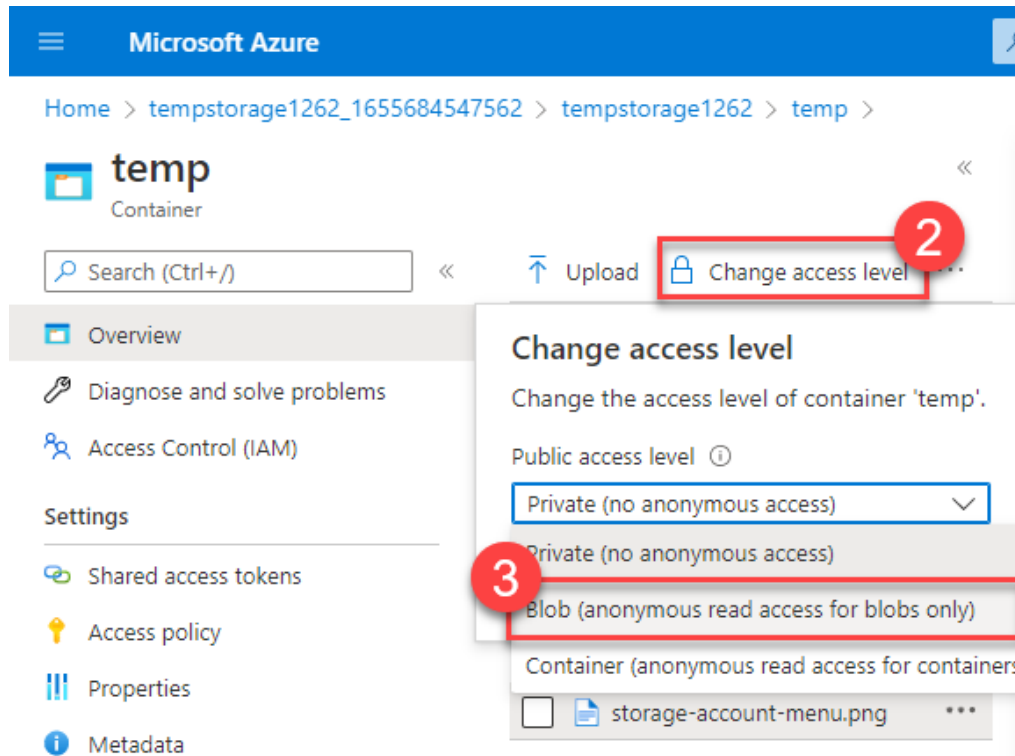 Microsoft Azure
Home > tempstorage1262_1655684547562 > tempstorage1262 > temp >
temp
Container
Search (Ctrl+/)
Upload
Change access level
2
Overview
Diagnose and solve problems
Access Control (IAM)
Settings
Shared access tokens
Access policy
Properties
Metadata
Change access level
Change the access level of container 'temp'.
Public access level
Private (no anonymous access)
Private (no anonymous access)
3
Blob (anonymous read access for blobs only)
Container (anonymous read access for containers
storage-account-menu.png